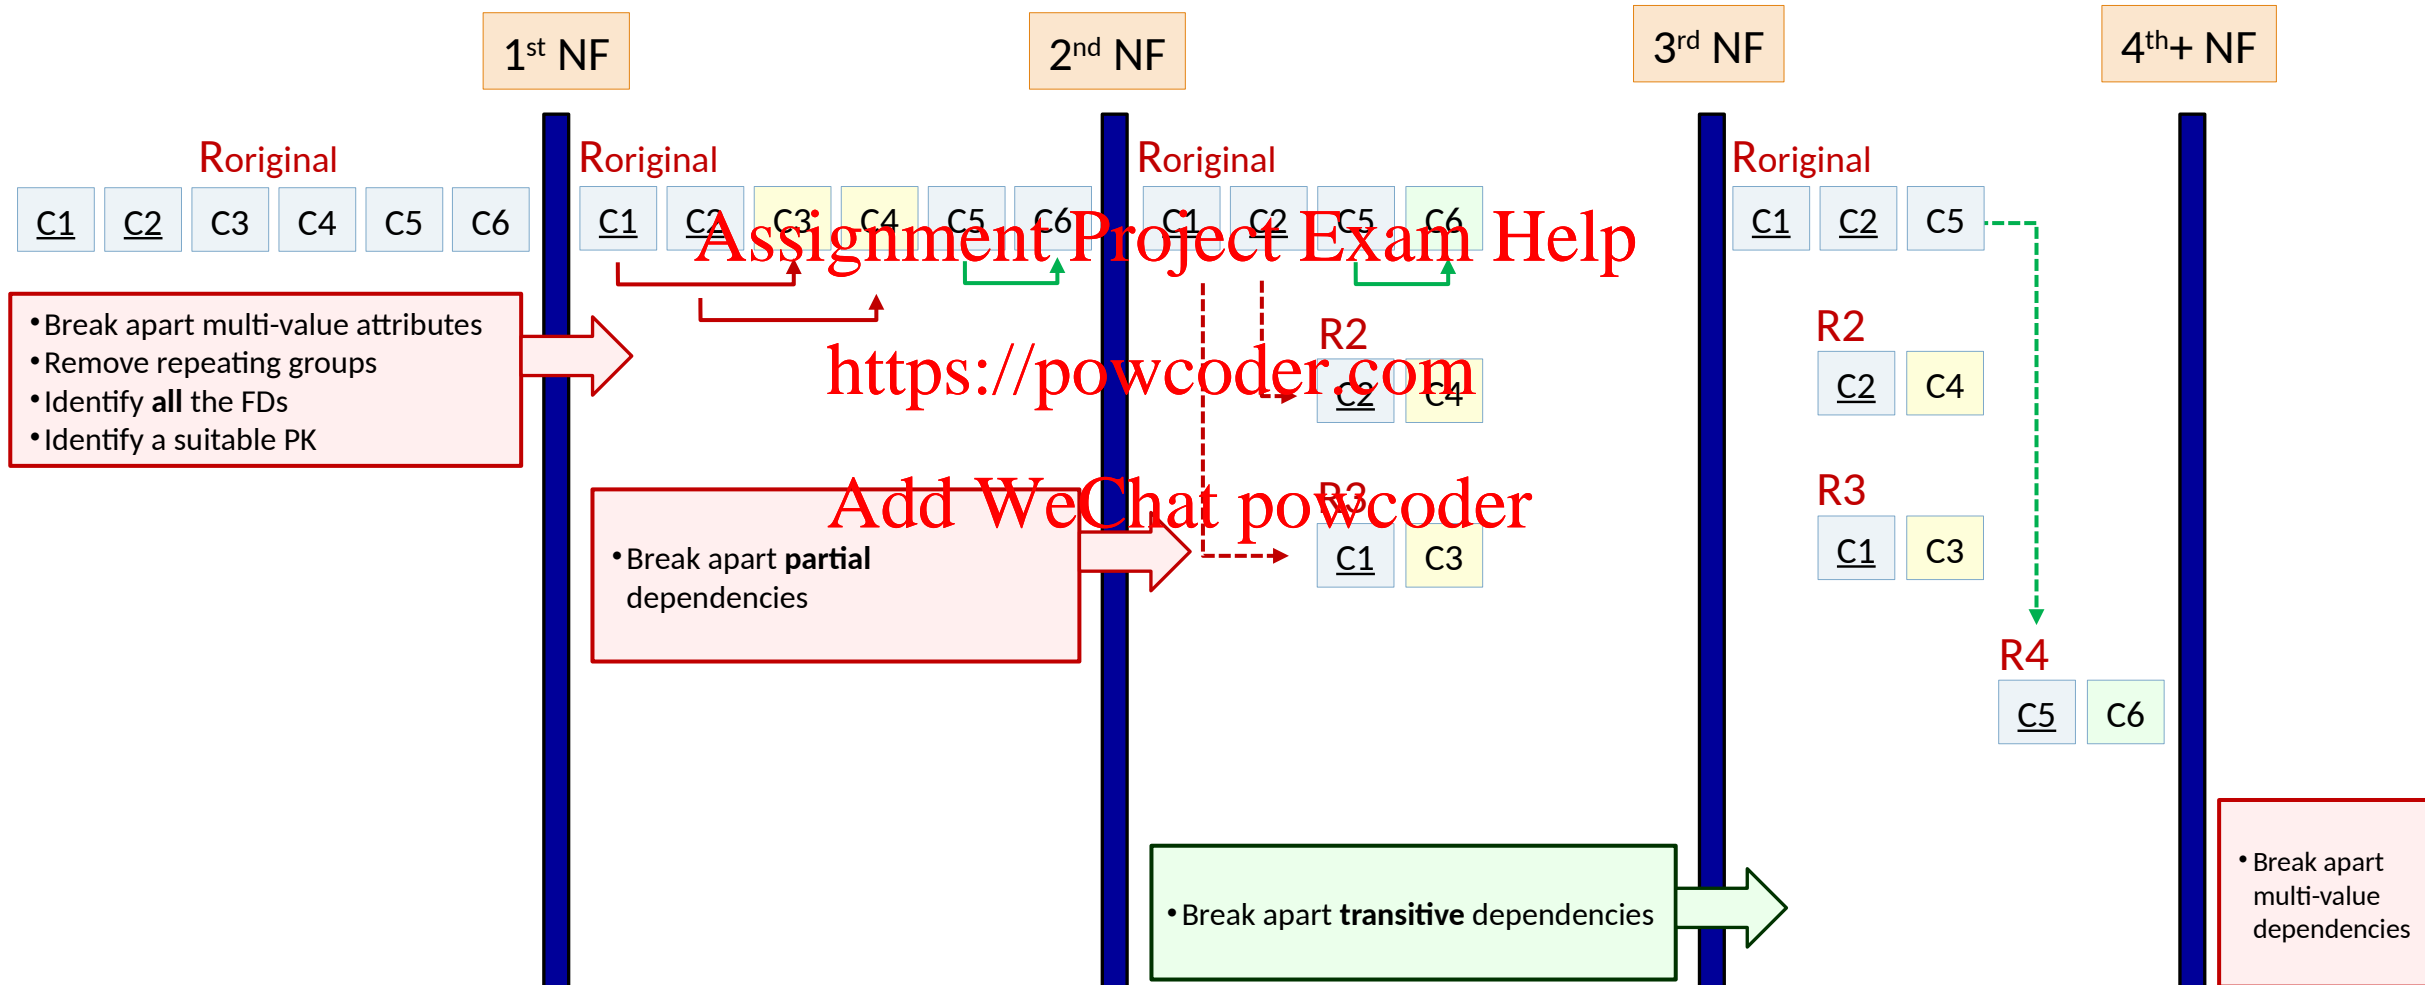 1st NF
2nd NF
3rd NF
4th+ NF
Roriginal
C1 C2 C3 C4 C5 C6
• Break apart multi-value attributes
• Remove repeating groups
• Identify all the FDs
• Identify a suitable PK
Roriginal
C1 C2 C3 C4 C5 C6
• Break apart partial
dependencies
Roriginal
C1 C2 C5 C6
R2
C2 C4
R3
C1 C3
• Break apart transitive dependencies
Roriginal
C1 C2 C5
R2
C2 C4
R3
C1 C3
R4
C5 C6
• Break apart
multi-value
dependencies
Assignment Project Exam Help
https://powcoder.com
Add WeChat powcoder